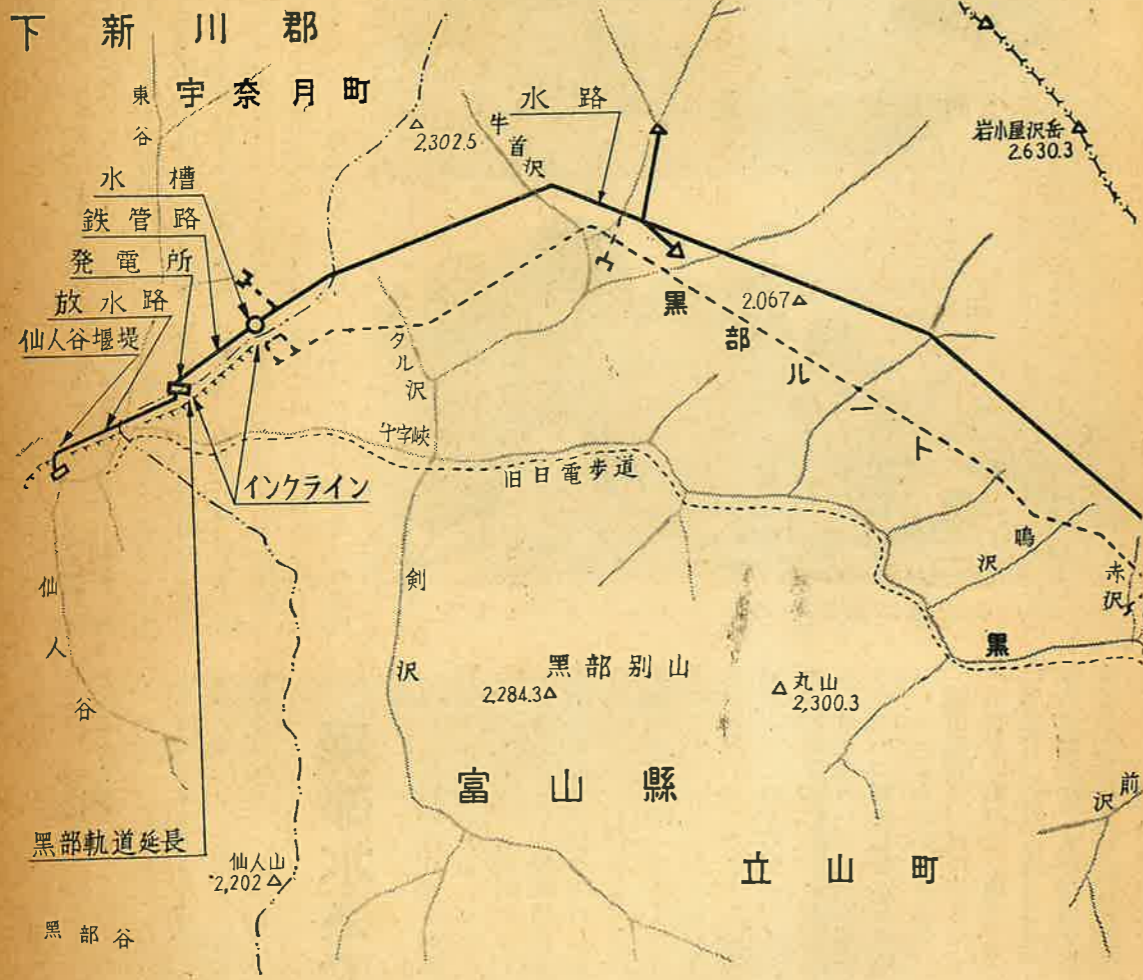 下新川郡
宇奈月町
東谷
水路
牛首沢
2,302.5
岩小屋沢岳
2,630.3
水槽
鉄管路
発電所
放水路
仙人谷堰堤
黒部ルート
2,067
タル沢
十字峡
旧日電歩道
インクライン
鳴沢
赤沢
仙人谷
剣沢
黒部別山
2,284.3
丸山
2,300.3
黒
富山縣
前沢
黒部軌道延長
仙人山
2,202
立山町
黒部谷